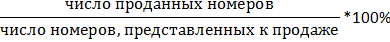 число проданных номеров
число номеров, представленных к продаже
*100%